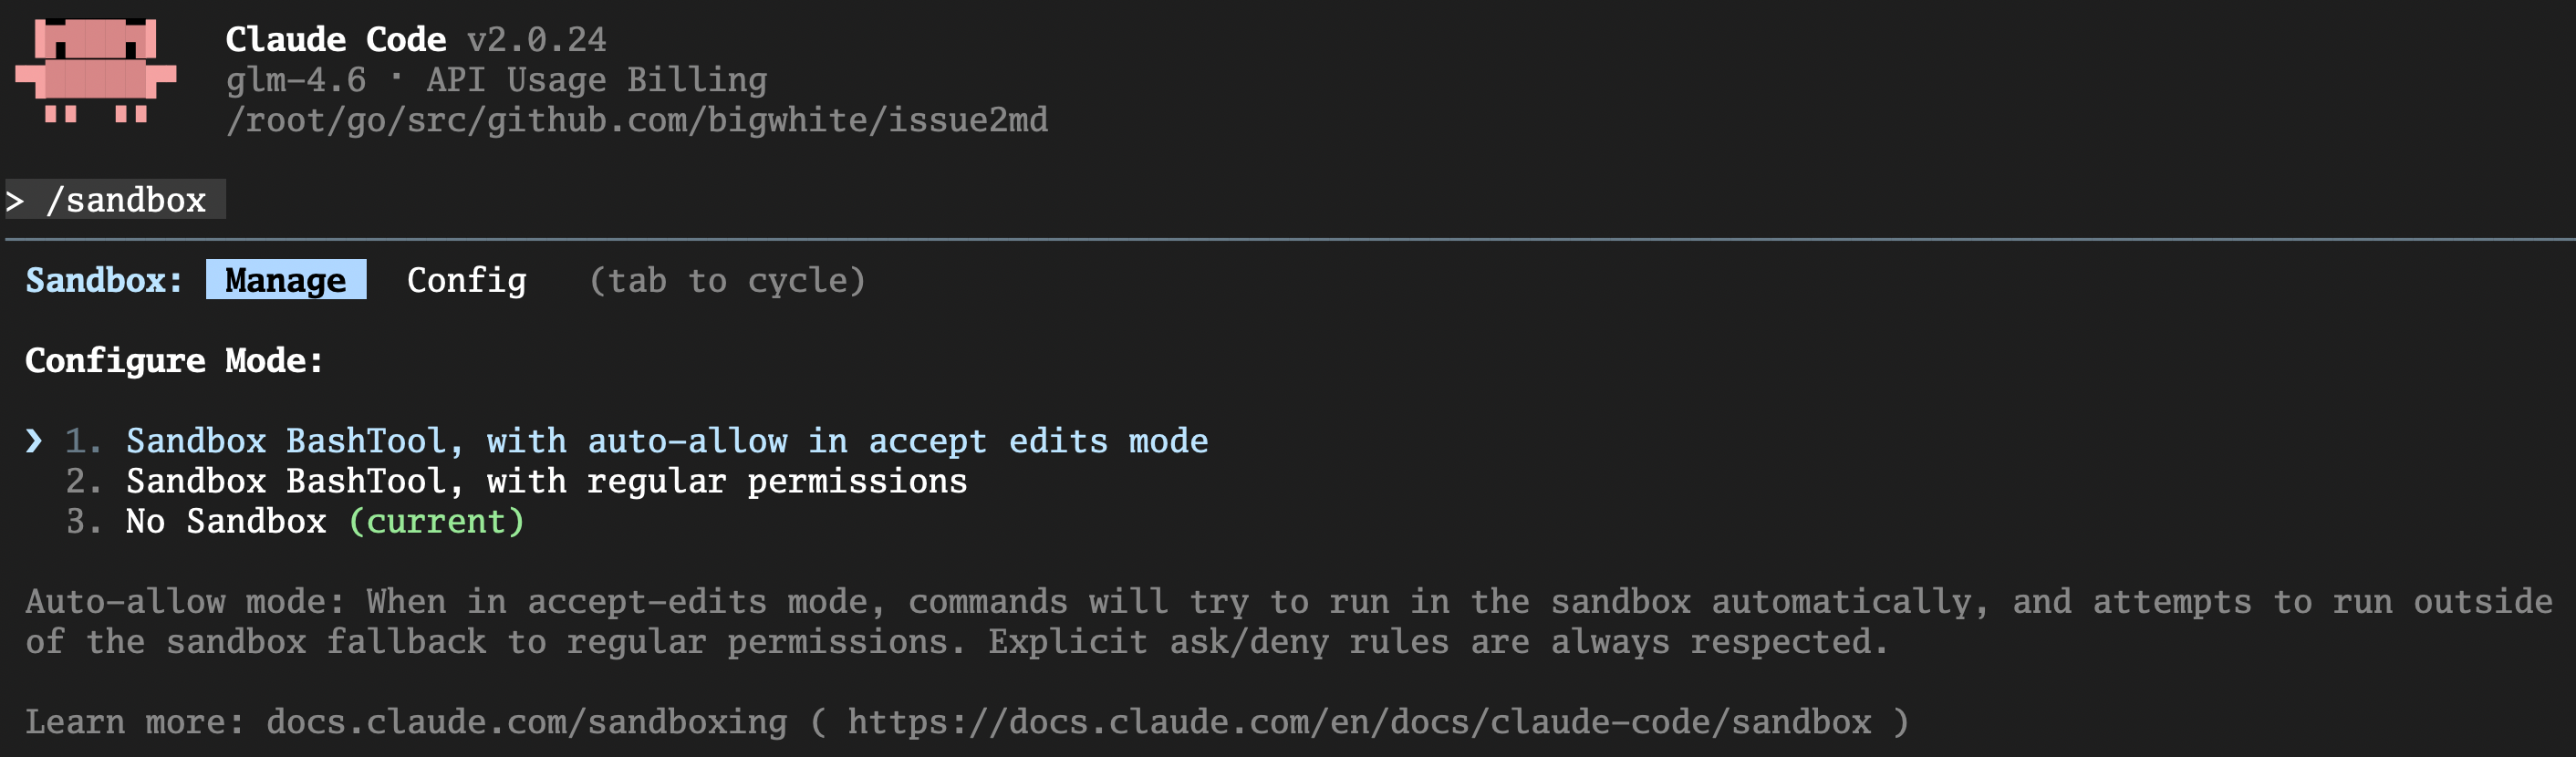 Claude Code v2.0.24
glm-4.6 · API Usage Billing
/root/go/src/github.com/bigwhite/issue2md
> /sandbox
Sandbox: Manage Config (tab to cycle)
Configure Mode:
❯ 1. Sandbox BashTool, with auto-allow in accept edits mode
2. Sandbox BashTool, with regular permissions
3. No Sandbox (current)
Auto-allow mode: When in accept-edits mode, commands will try to run in the sandbox automatically, and attempts to run outside
of the sandbox fallback to regular permissions. Explicit ask/deny rules are always respected.
Learn more: docs.claude.com/sandboxing ( https://docs.claude.com/en/docs/claude-code/sandbox )